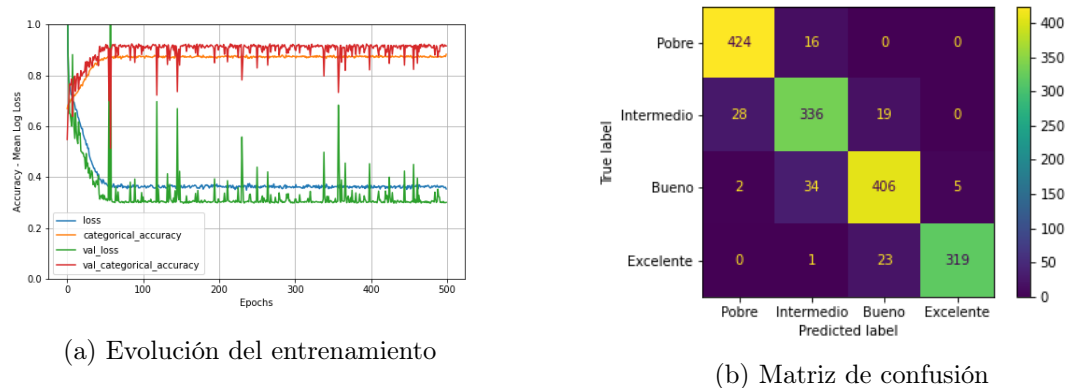 1.0
0.8
0.6
0.4
0.2
0.0
Accuracy - Mean Log Loss
loss
categorical_accuracy
val_loss
val_categorical_accuracy
0 100 200 300 400 500
Epochs
(a) Evolución del entrenamiento
True label
Pobre 424 16 0 0
Intermedio 28 336 19 0
Bueno 2 34 406 5
Excelente 0 1 23 319
Pobre Intermedio Bueno Excelente
Predicted label
400
350
300
250
200
150
100
50
0
(b) Matriz de confusión